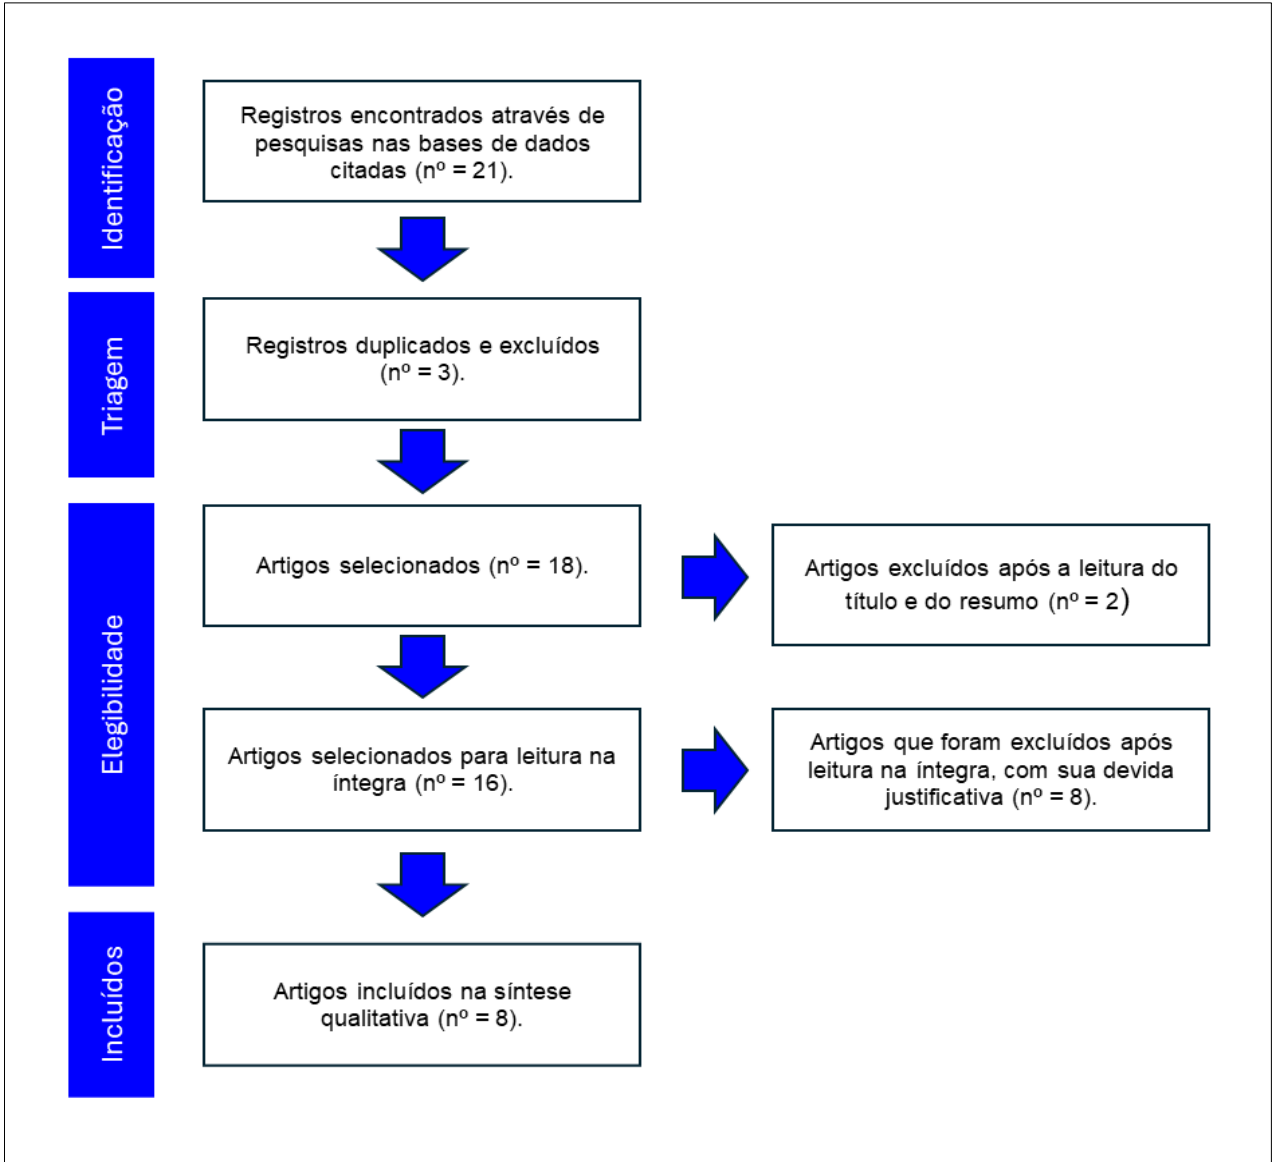 Identificação
Registros encontrados através de
pesquisas nas bases de dados
citadas (nº = 21).
Triagem
Registros duplicados e excluídos
(nº = 3).
Elegibilidade
Artigos selecionados (nº = 18).
Artigos excluídos após a leitura do
título e do resumo (nº = 2)
Artigos selecionados para leitura na
íntegra (nº = 16).
Artigos que foram excluídos após
leitura na íntegra, com sua devida
justificativa (nº = 8).
Incluídos
Artigos incluídos na síntese
qualitativa (nº = 8).